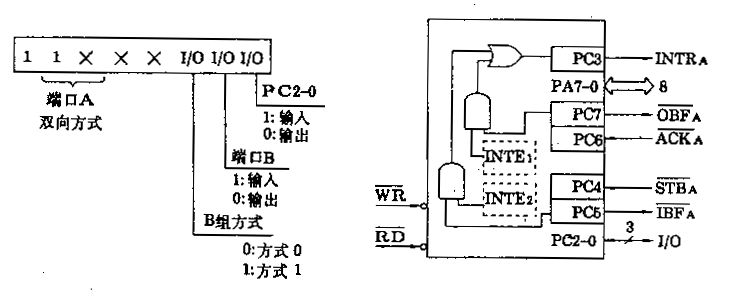 1 1 × × × I/O I/O I/O
端口A
双向方式
PC2-0
1:输入
0:输出
端口B
1:输入
0:输出
B组方式
0:方式0
1:方式1
PC3 INTRA
PA7-0 8
PC7 OBFA
PC6 ACKA
INTE1
PC4 STBA
INTE2
WR
PC5 IBFA
3
RD
PC2-0 I/O